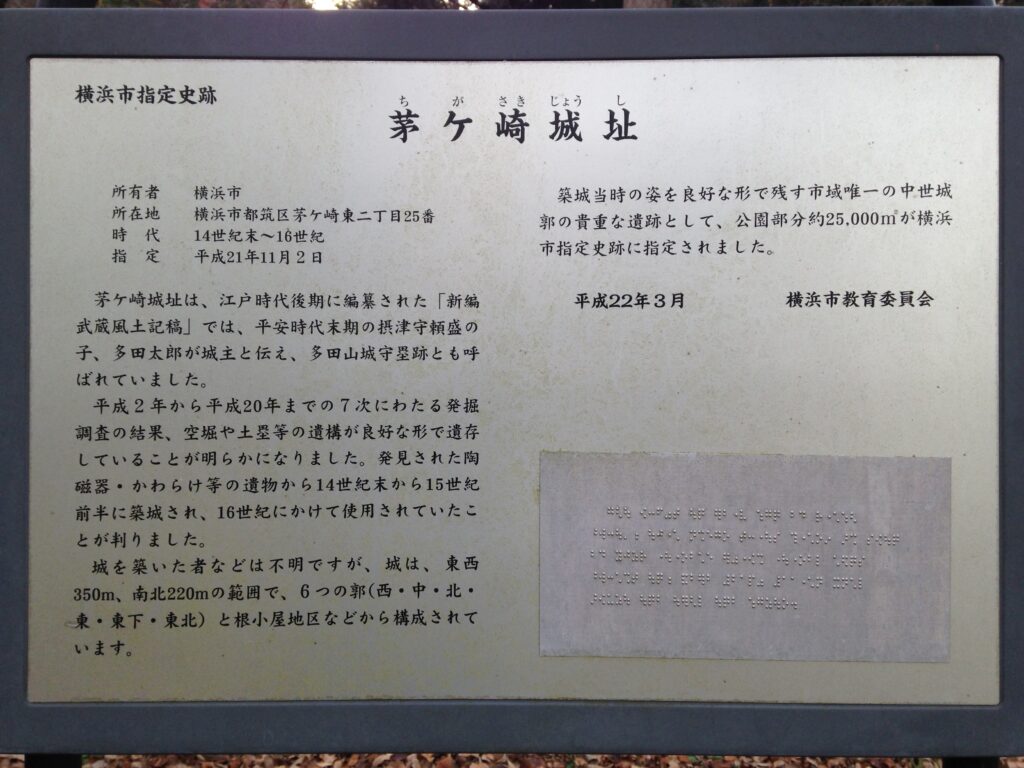 横浜市指定史跡
ちがさきじょうし
茅ケ崎城址
所有者 横浜市
所在地 横浜市都筑区茅ケ崎東二丁目25番
時代 14世紀末〜16世紀
指定 平成21年11月2日
茅ケ崎城址は、江戸時代後期に編纂された「新編
武蔵風土記稿」では、平安時代末期の摂津守頼盛の
子、多田太郎が城主と伝え、多田山城守塁跡とも呼
ばれていました。
平成2年から平成20年までの7次にわたる発掘
調査の結果、空堀や土塁等の遺構が良好な形で遺存
していることが明らかになりました。発見された陶
磁器・かわらけ等の遺物から14世紀末から15世紀
前半に築城され、16世紀にかけて使用されていたこ
とが判りました。
城を築いた者などは不明ですが、城は、東西
350m、南北220mの範囲で、6つの郭(西・中・北・
東・東下・東北)と根小屋地区などから構成されて
います。
築城当時の姿を良好な形で残す市域唯一の中世城
郭の貴重な遺跡として、公園部分約25,000㎡が横浜
市指定史跡に指定されました。
平成22年3月 横浜市教育委員会